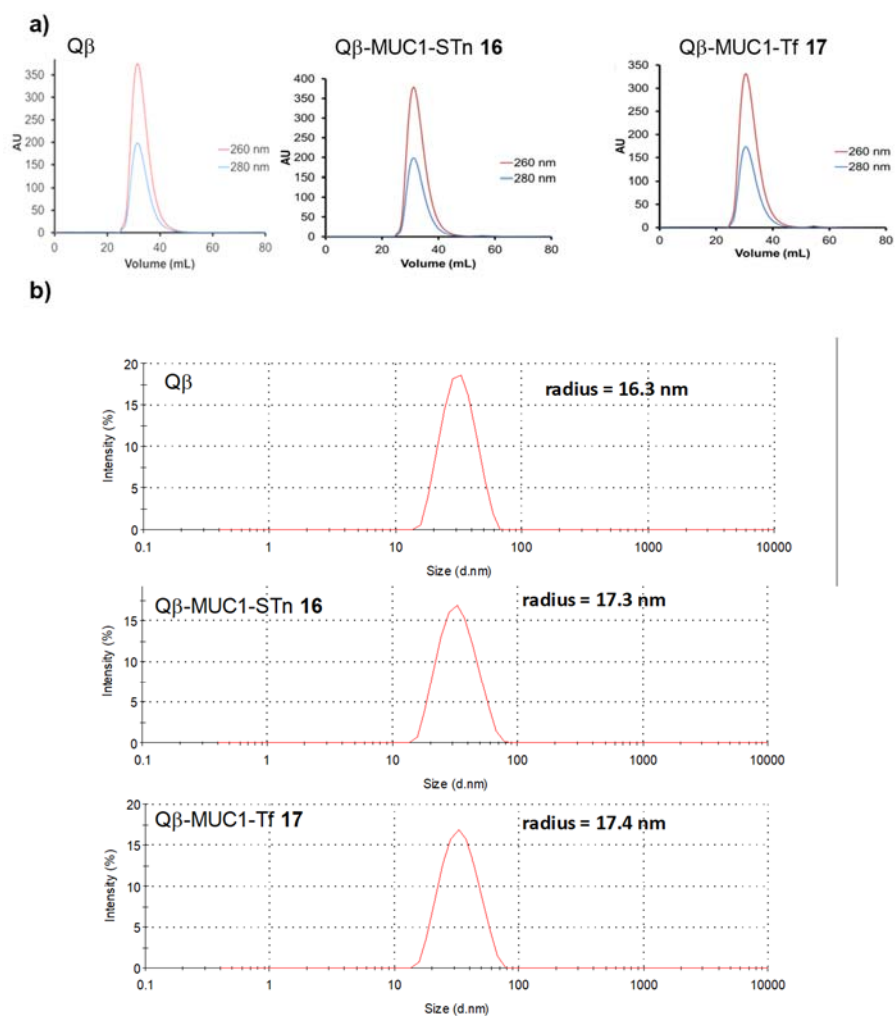 a)
Qβ
Qβ-MUC1-STn 16
Qβ-MUC1-Tf 17
AU
350
300
250
200
150
100
50
0
0 20 40 60 80
Volume (mL)
260 nm
280 nm
AU
400
350
300
250
200
150
100
50
0
0 20 40 60 80
Volume (mL)
260 nm
280 nm
AU
350
300
250
200
150
100
50
0
0 20 40 60 80
Volume (mL)
260 nm
280 nm
b)
Qβ
radius = 16.3 nm
Intensity (%)
20
15
10
5
0
0.1 1 10 100 1000 10000
Size (d.nm)
Qβ-MUC1-STn 16
radius = 17.3 nm
Intensity (%)
15
10
5
0
0.1 1 10 100 1000 10000
Size (d.nm)
Qβ-MUC1-Tf 17
radius = 17.4 nm
Intensity (%)
20
15
10
5
0
0.1 1 10 100 1000 10000
Size (d.nm)